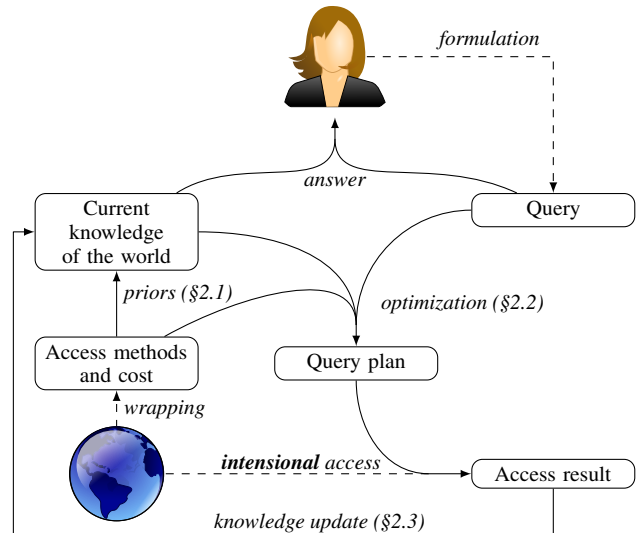 formulation
answer
Current
knowledge
of the world
Query
priors (§2.1)
optimization (§2.2)
Access methods
and cost
Query plan
wrapping
intensional access
Access result
knowledge update (§2.3)